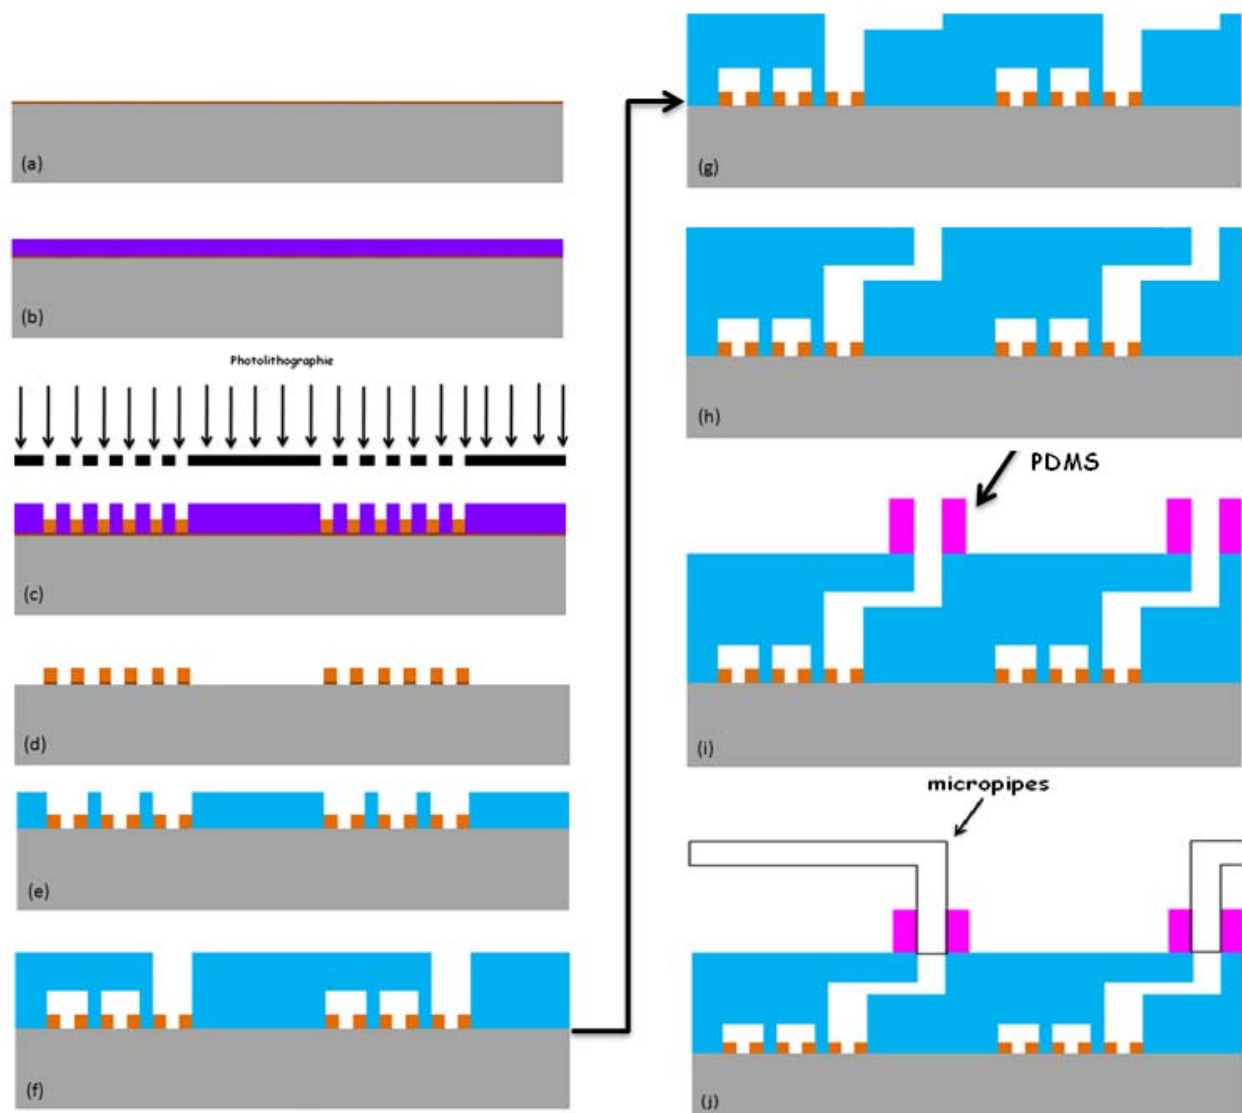 (a)
(b)
Photolithographie
(c)
(d)
(e)
(f)
(g)
(h)
PDMS
(i)
micropipes
(j)